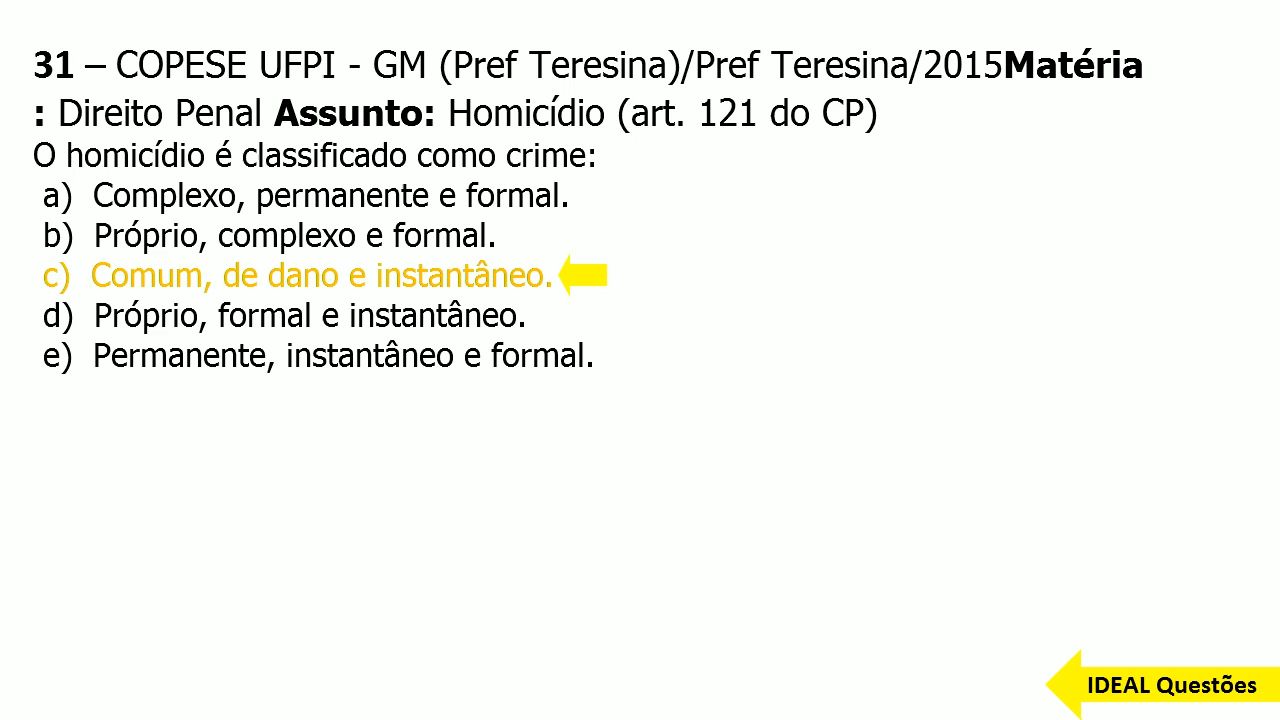 31 – COPESE UFPI - GM (Pref Teresina)/Pref Teresina/2015Matéria
: Direito Penal Assunto: Homicídio (art. 121 do CP)
O homicídio é classificado como crime:
a) Complexo, permanente e formal.
b) Próprio, complexo e formal.
c) Comum, de dano e instantâneo.
d) Próprio, formal e instantâneo.
e) Permanente, instantâneo e formal.
IDEAL Questões